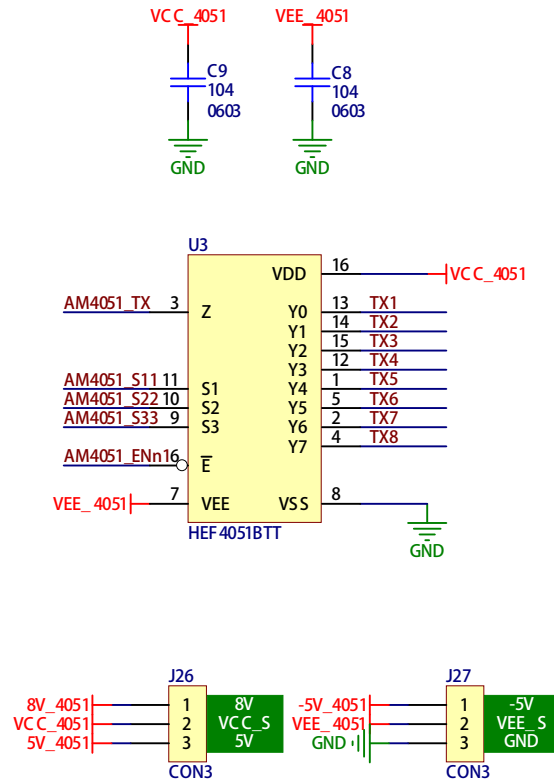 VCC_4051 VEE_4051
C9 C8
104 104
0603 0603
GND GND
U3
VDD 16 VCC_4051
AM4051_TX 3 Z Y0 13 TX1
Y1 14 TX2
Y2 15 TX3
Y3 12 TX4
AM4051_S11 11 S1 Y4 1 TX5
AM4051_S22 10 S2 Y5 5 TX6
AM4051_S33 9 S3 Y6 2 TX7
Y7 4 TX8
AM4051_ENn1 6 E
VEE_4051 7 VEE VSS 8
HEF4051BTT
GND
J26 J27
8V_4051 1 8V -5V_4051 1 -5V
VCC_4051 2 VCC_S VEE_4051 2 VEE_S
5V_4051 3 5V GND 3 GND
CON3 CON3